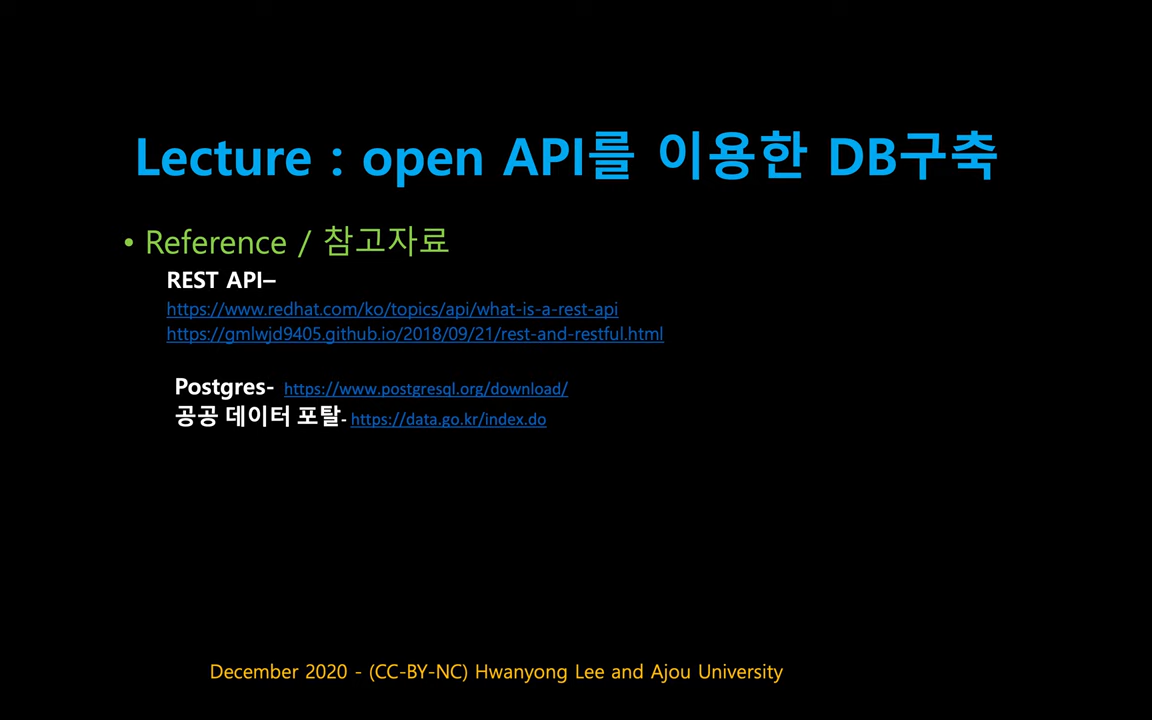 Lecture : open API를 이용한 DB구축
• Reference / 참고자료
REST API–
https://www.redhat.com/ko/topics/api/what-is-a-rest-api
https://gmlwjd9405.github.io/2018/09/21/rest-and-restful.html
Postgres- https://www.postgresql.org/download/
공공 데이터 포탈- https://data.go.kr/index.do
December 2020 - (CC-BY-NC) Hwanyong Lee and Ajou University